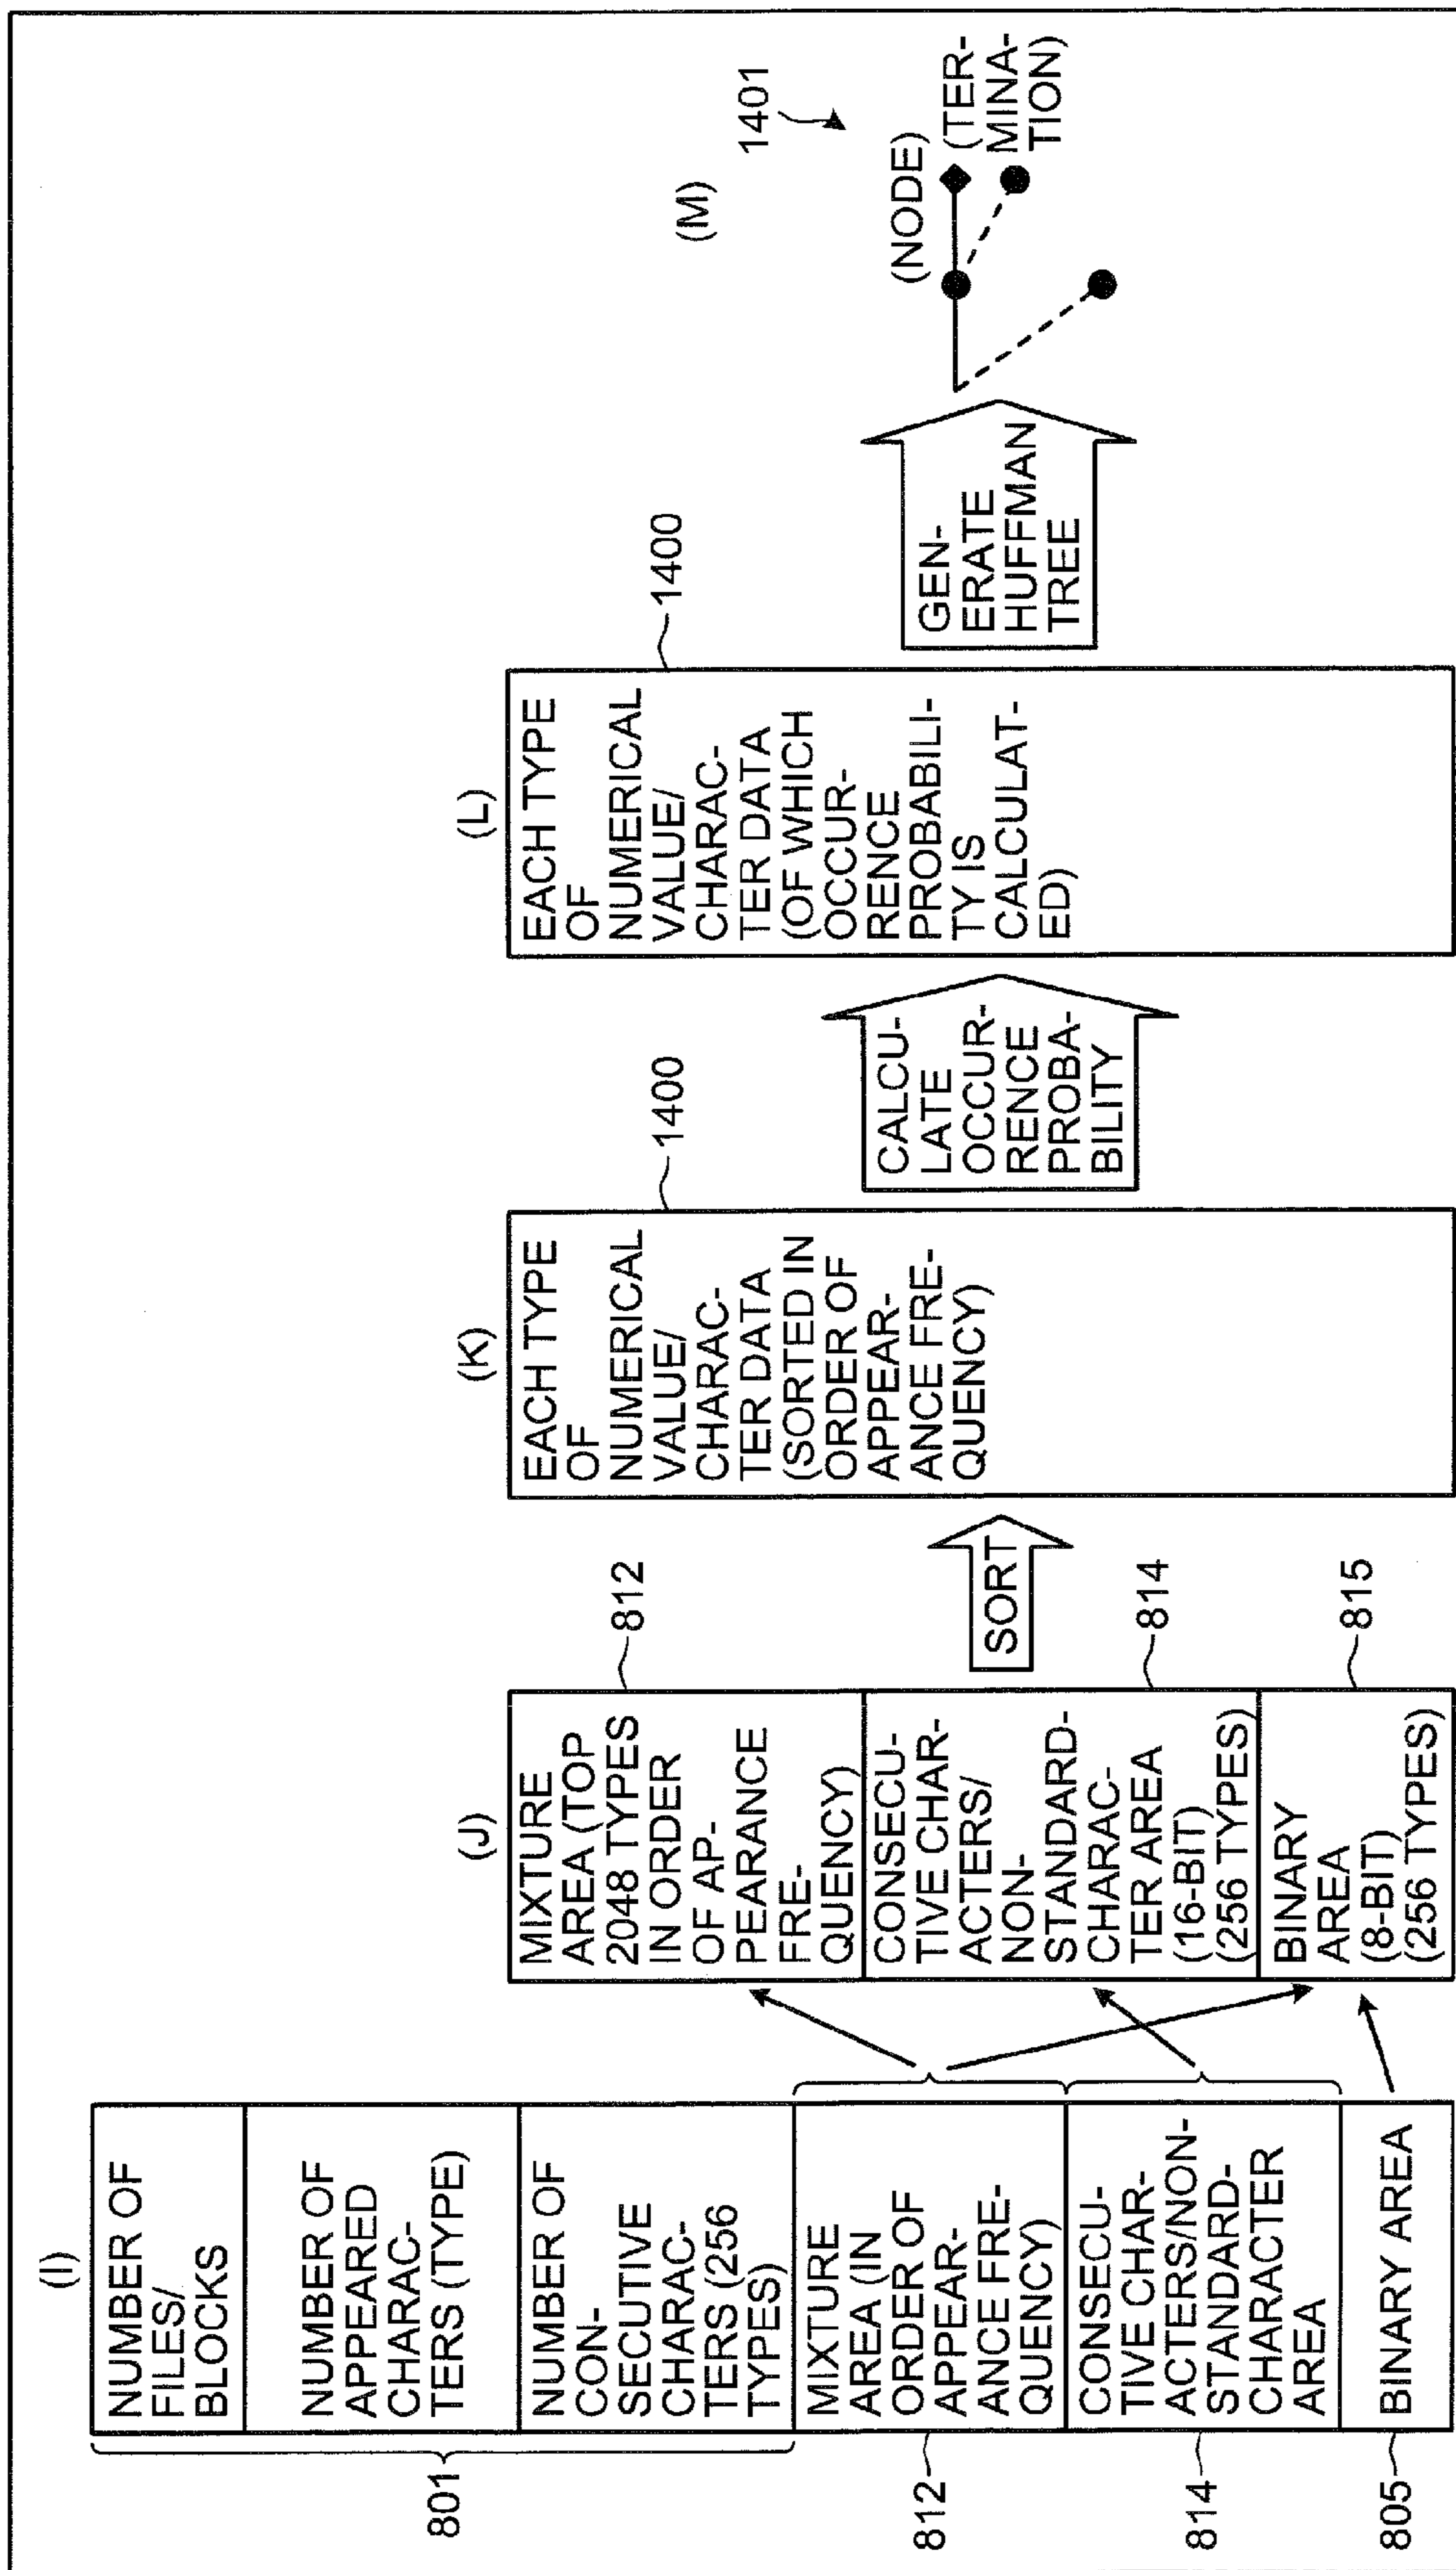 (I)
NUMBER OF
FILES/
BLOCKS
NUMBER OF
APPEARED
CHARAC-
TERS (TYPE)
NUMBER OF
CON-
SECUTIVE
CHARAC-
TERS (256
TYPES)
MIXTURE
AREA (IN
ORDER OF
APPEAR-
ANCE FRE-
QUENCY)
CONSECU-
TIVE CHAR-
ACTERS/NON-
STANDARD-
CHARACTER
AREA
BINARY AREA
801
812
814
805
(J)
MIXTURE
AREA (TOP
2048 TYPES
IN ORDER
OF AP-
PEARANCE
FRE-
QUENCY)
CONSECU-
TIVE CHAR-
ACTERS/
NON-
STANDARD-
CHARAC-
TER AREA
(16-BIT)
(256 TYPES)
BINARY
AREA
(8-BIT)
(256 TYPES)
812
814
815
SORT
(K)
EACH TYPE
OF
NUMERICAL
VALUE/
CHARAC-
TER DATA
(SORTED IN
ORDER OF
APPEAR-
ANCE FRE-
QUENCY)
1400
CALCU-
LATE
OCCUR-
RENCE
PROBA-
BILITY
(L)
EACH TYPE
OF
NUMERICAL
VALUE/
CHARAC-
TER DATA
(OF WHICH
OCCUR-
RENCE
PROBABILI-
TY IS
CALCULAT-
ED)
1400
GEN-
ERATE
HUFFMAN
TREE
(M)
1401
(NODE)
(TER-
MINA-
TION)